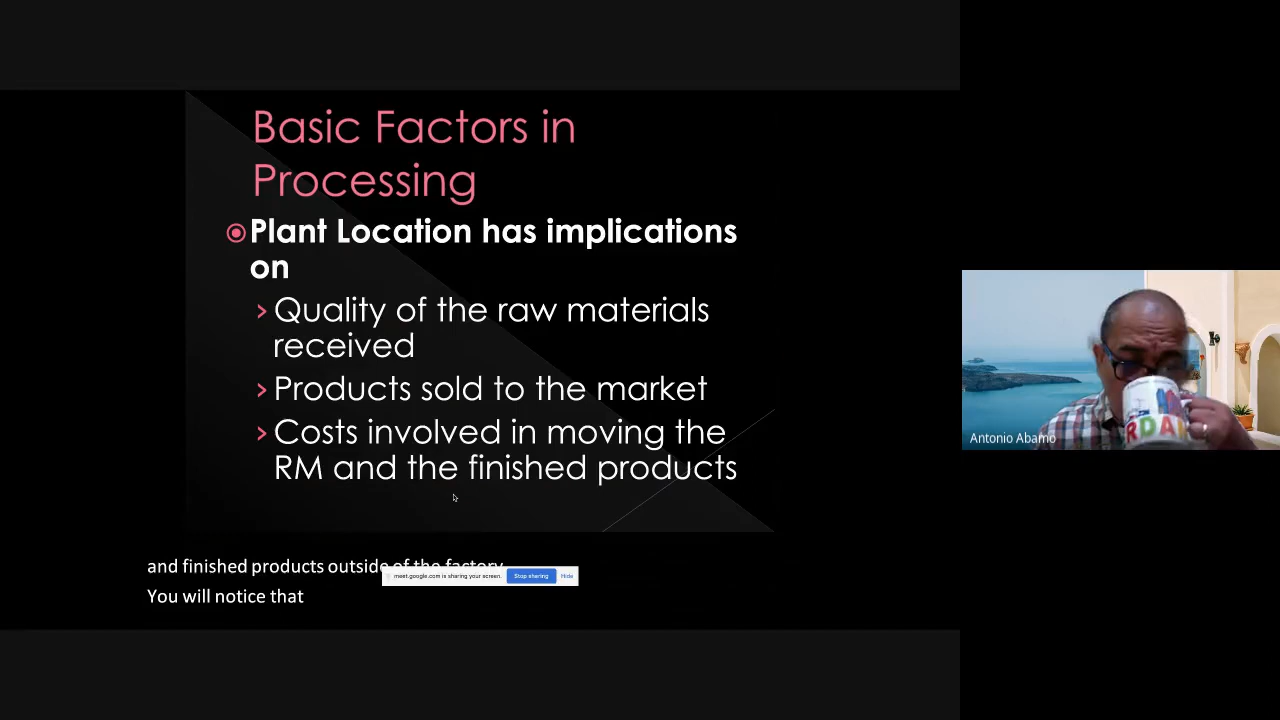 Basic Factors in
Processing
Plant Location has implications
on
Quality of the raw materials
received
Products sold to the market
Costs involved in moving the
RM and the finished products
and finished products outside of the factory
You will notice that
meet.google.com is sharing your screen.
Stop sharing
Hide
RDA
Antonio Abamo